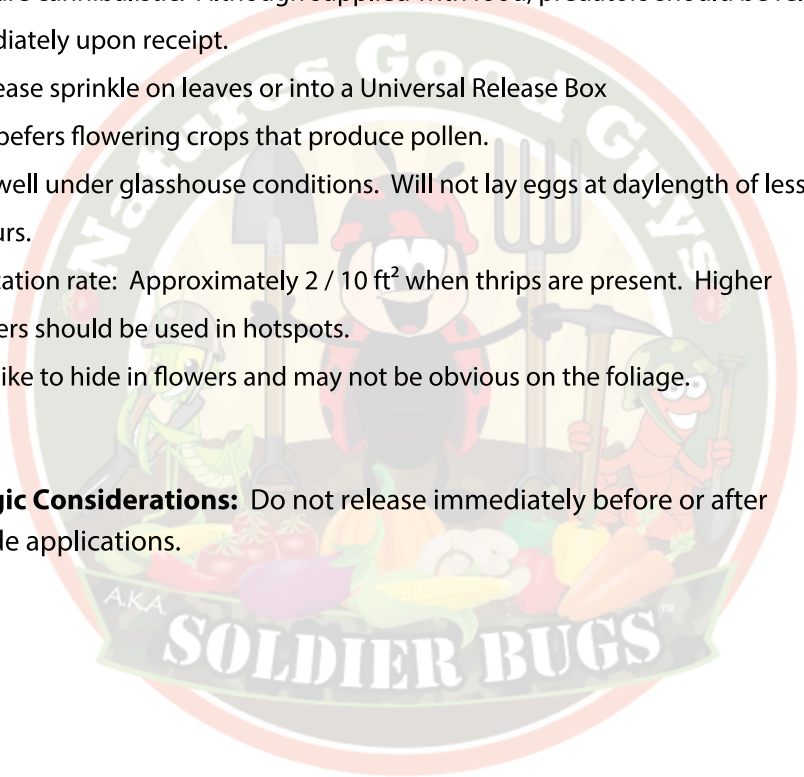 are cannibalistic. Although supplied with food, predators should be
diately upon receipt.
ease sprinkle on leaves or into a Universal Release Box
pefers flowering crops that produce pollen.
well under glasshouse conditions. Will not lay eggs at daylength of less
urs.
ation rate: Approximately 2 / 10 ft² when thrips are present. Higher
ers should be used in hotspots.
like to hide in flowers and may not be obvious on the foliage.
gic Considerations: Do not release immediately before or after
de applications.
Natures Good Guys
A.K.A.
SOLDIER BUGS™